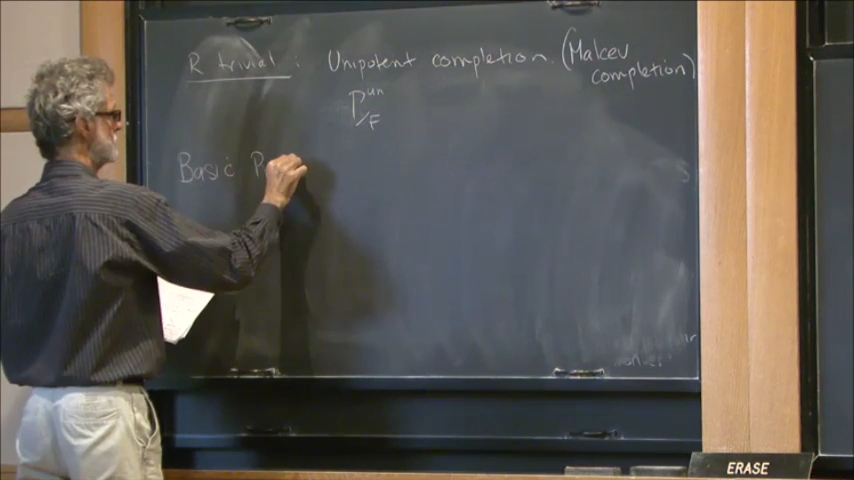 R trivial : Unipotent completion. (Malcev
completion)
Γ^un
/F
Basic P
ERASE